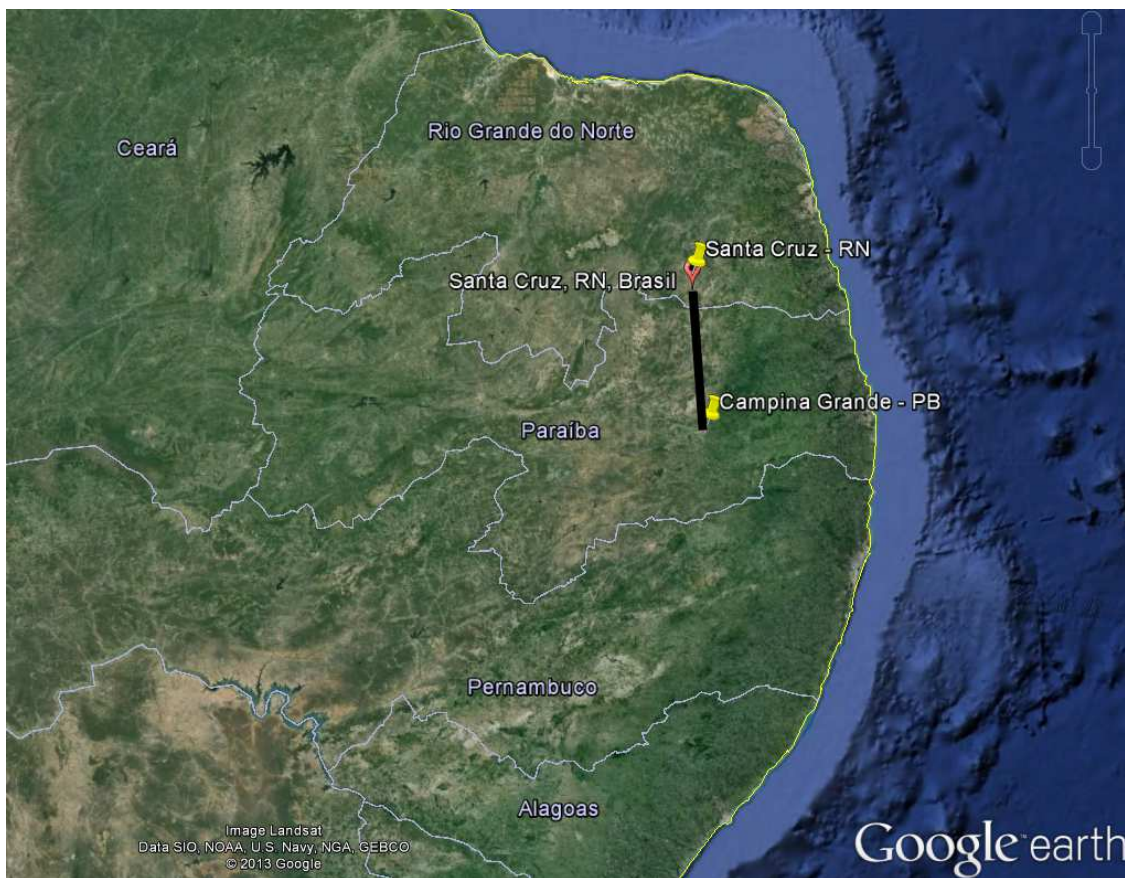 Rio Grande do Norte
Ceará
Santa Cruz - RN
Santa Cruz, RN, Brasil
Campina Grande - PB
Paraíba
Pernambuco
Alagoas
Image Landsat
Data SIO, NOAA, U.S. Navy, NGA, GEBCO
© 2013 Google
Google earth